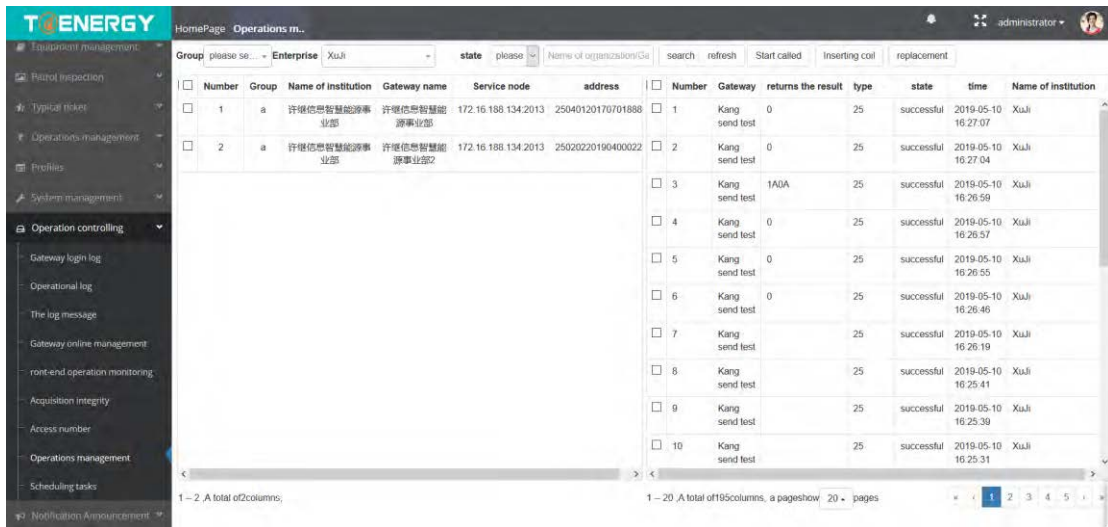 T ENERGY
HomePage Operations m..
administrator
Equipment management
Patrol inspection
Typical ticket
Operations management
Profiles
System management
Operation controlling
Gateway login log
Operational log
The log message
Gateway online management
ront-end operation monitoring
Acquisition integrity
Access number
Operations management
Scheduling tasks
Notification Announcement
Group please se... Enterprise XuJi state please Name of organization/Ga search refresh Start called Inserting coil replacement
Number Group Name of institution Gateway name Service node address
1 a 许继信息智慧能源事业部 许继信息智慧能源事业部 172.16.188.134:2013 25040120170701888
2 a 许继信息智慧能源事业部 许继信息智慧能源事业部2 172.16.188.134:2013 25020220190400022
1 – 2 ,A total of2columns,
Number Gateway returns the result type state time Name of institution
1 Kang send test 0 25 successful 2019-05-10 16:27:07 XuJi
2 Kang send test 0 25 successful 2019-05-10 16:27:04 XuJi
3 Kang send test 1A0A 25 successful 2019-05-10 16:26:59 XuJi
4 Kang send test 0 25 successful 2019-05-10 16:26:57 XuJi
5 Kang send test 0 25 successful 2019-05-10 16:26:55 XuJi
6 Kang send test 0 25 successful 2019-05-10 16:26:46 XuJi
7 Kang send test 25 successful 2019-05-10 16:26:19 XuJi
8 Kang send test 25 successful 2019-05-10 16:25:41 XuJi
9 Kang send test 25 successful 2019-05-10 16:25:39 XuJi
10 Kang send test 25 successful 2019-05-10 16:25:31 XuJi
1 – 20 ,A total of195columns, a pageshow 20 pages
« ‹ 1 2 3 4 5 › »